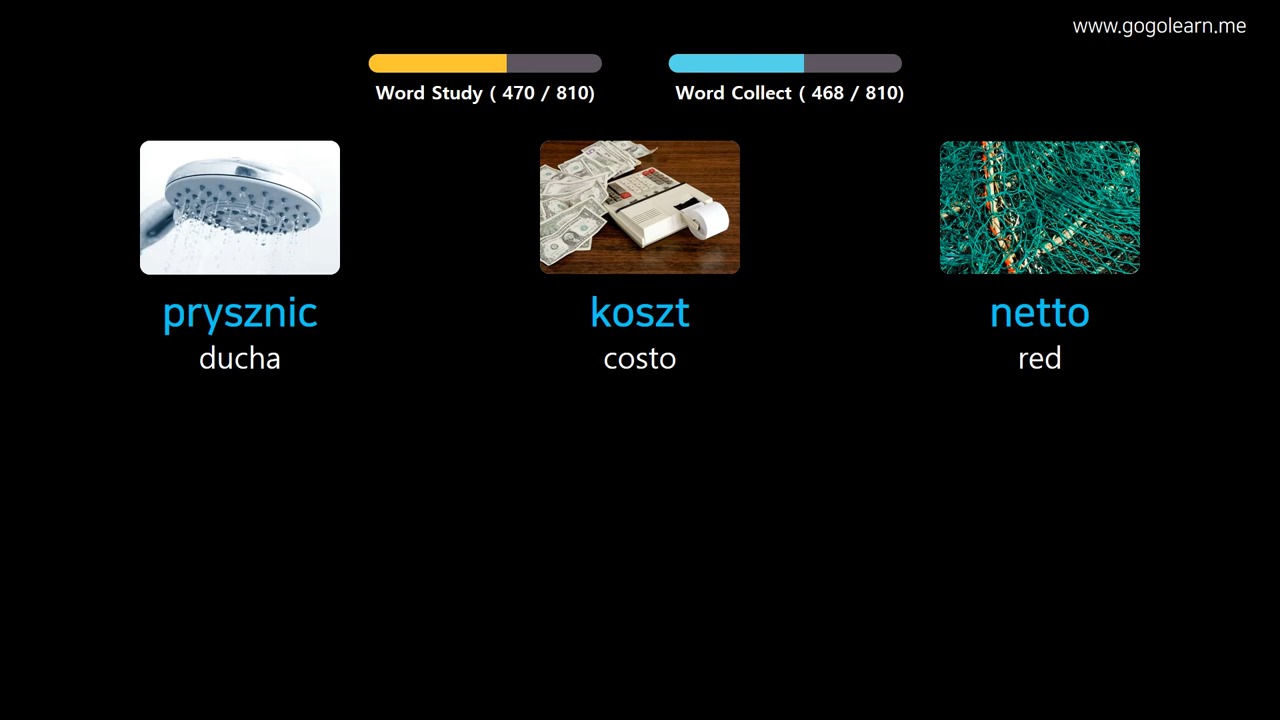 www.gogolearn.me
Word Study ( 470 / 810)
Word Collect ( 468 / 810)
prysznic
ducha
koszt
costo
netto
red